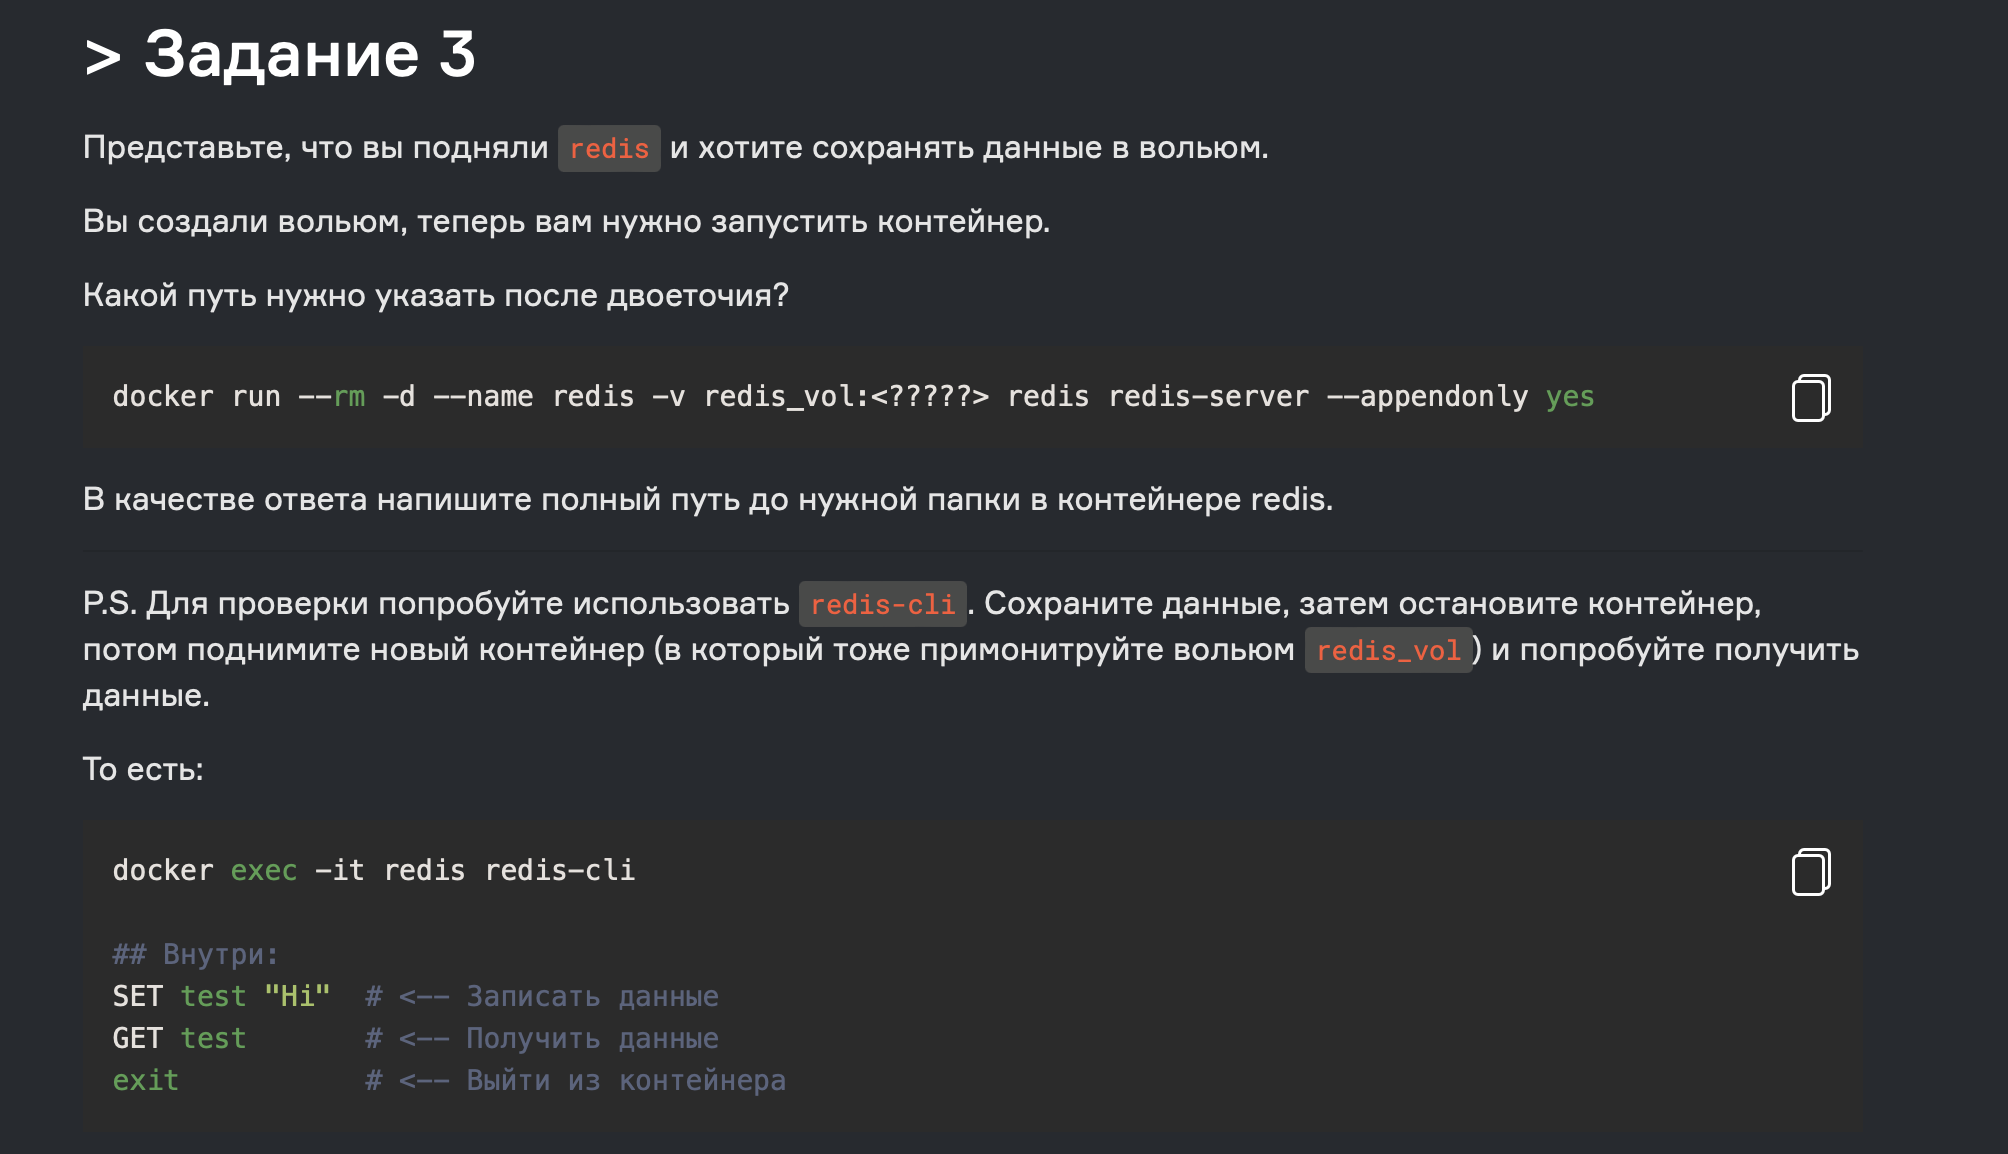 > Задание 3
Представьте, что вы подняли redis и хотите сохранять данные в вольюм.
Вы создали вольюм, теперь вам нужно запустить контейнер.
Какой путь нужно указать после двоеточия?
docker run --rm -d --name redis -v redis_vol:<?????> redis redis-server --appendonly yes
В качестве ответа напишите полный путь до нужной папки в контейнере redis.
P.S. Для проверки попробуйте использовать redis-cli. Сохраните данные, затем остановите контейнер,
потом поднимите новый контейнер (в который тоже примонитруйте вольюм redis_vol) и попробуйте получить
данные.
То есть:
docker exec -it redis redis-cli
## Внутри:
SET test "Hi"  # <-- Записать данные
GET test       # <-- Получить данные
exit           # <-- Выйти из контейнера